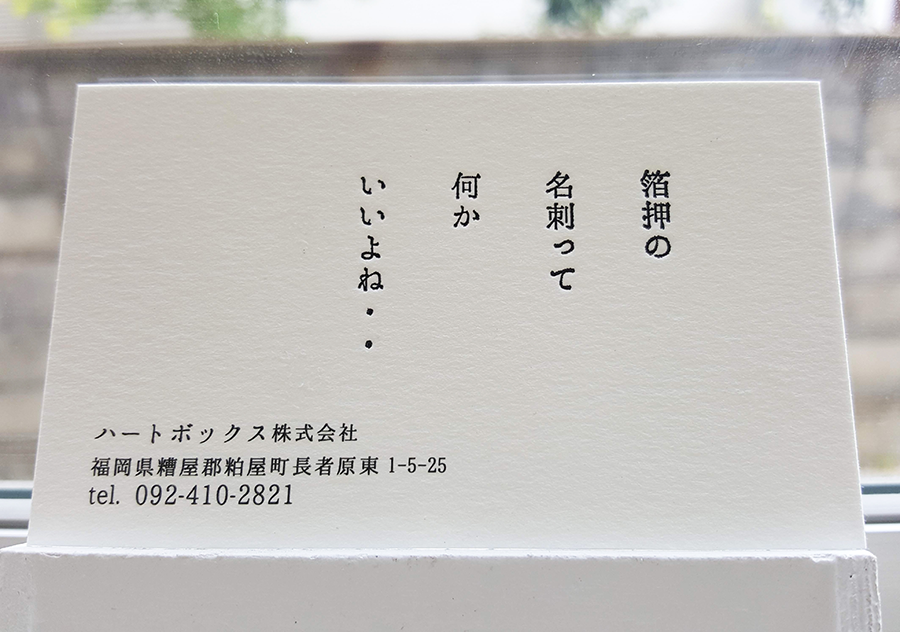 箔押の
名刺って
何か
いいよね・・
ハートボックス株式会社
福岡県糟屋郡粕屋町長者原東 1-5-25
tel. 092-410-2821